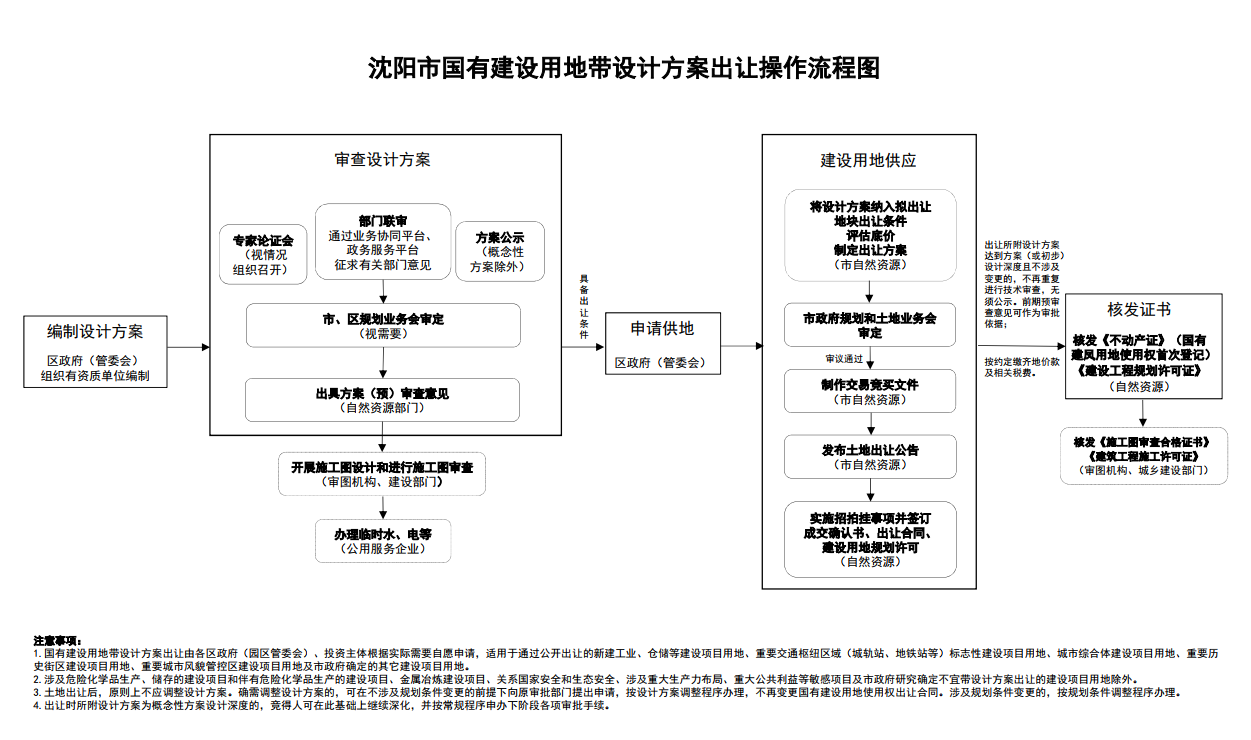 沈阳市国有建设用地带设计方案出让操作流程图
编制设计方案
区政府（管委会）
组织有资质单位编制
审查设计方案
专家论证会
（视情况
组织召开）
部门联审
通过业务协同平台、
政务服务平台
征求有关部门意见
方案公示
（概念性
方案除外）
市、区规划业务会审定
（视需要）
出具方案（预）审查意见
（自然资源部门）
开展施工图设计和进行施工图审查
（审图机构、建设部门）
办理临时水、电等
（公用服务企业）
具备出让条件
申请供地
区政府（管委会）
建设用地供应
将设计方案纳入拟出让
地块出让条件
评估底价
制定出让方案
（市自然资源）
市政府规划和土地业务会
审定
审议通过
制作交易竞买文件
（市自然资源）
发布土地出让公告
（市自然资源）
实施招拍挂事项并签订
成交确认书、出让合同、
建设用地规划许可
（自然资源）
出让所附设计方案
达到方案（或初步）
设计深度且不涉及
变更的，不再重复
进行技术审查，无
须公示。前期预审
查意见可作为审批
依据；
按约定缴齐地价款
及相关税费。
核发证书
核发《不动产证》（国有
建凤用地使用权首次登记）
《建设工程规划许可证》
（自然资源）
核发《施工图审查合格证书》
《建筑工程施工许可证》
（审图机构、城乡建设部门）
注意事项：
1. 国有建设用地带设计方案出让由各区政府（园区管委会）、投资主体根据实际需要自愿申请，适用于通过公开出让的新建工业、仓储等建设项目用地、重要交通枢纽区域（城轨站、地铁站等）标志性建设项目用地、城市综合体建设项目用地、重要历
史街区建设项目用地、重要城市风貌管控区建设项目用地及市政府确定的其它建设项目用地。
2. 涉及危险化学品生产、储存的建设项目和伴有危险化学品生产的建设项目、金属冶炼建设项目、关系国家安全和生态安全、涉及重大生产力布局、重大公共利益等敏感项目及市政府研究确定不宜带设计方案出让的建设项目用地除外。
3. 土地出让后，原则上不应调整设计方案。确需调整设计方案的，可在不涉及规划条件变更的前提下向原审批部门提出申请，按设计方案调整程序办理，不再变更国有建设用地使用权出让合同。涉及规划条件变更的，按规划条件调整程序办理。
4. 出让时所附设计方案为概念性方案设计深度的，竞得人可在此基础上继续深化，并按常规程序申办下阶段各项审批手续。